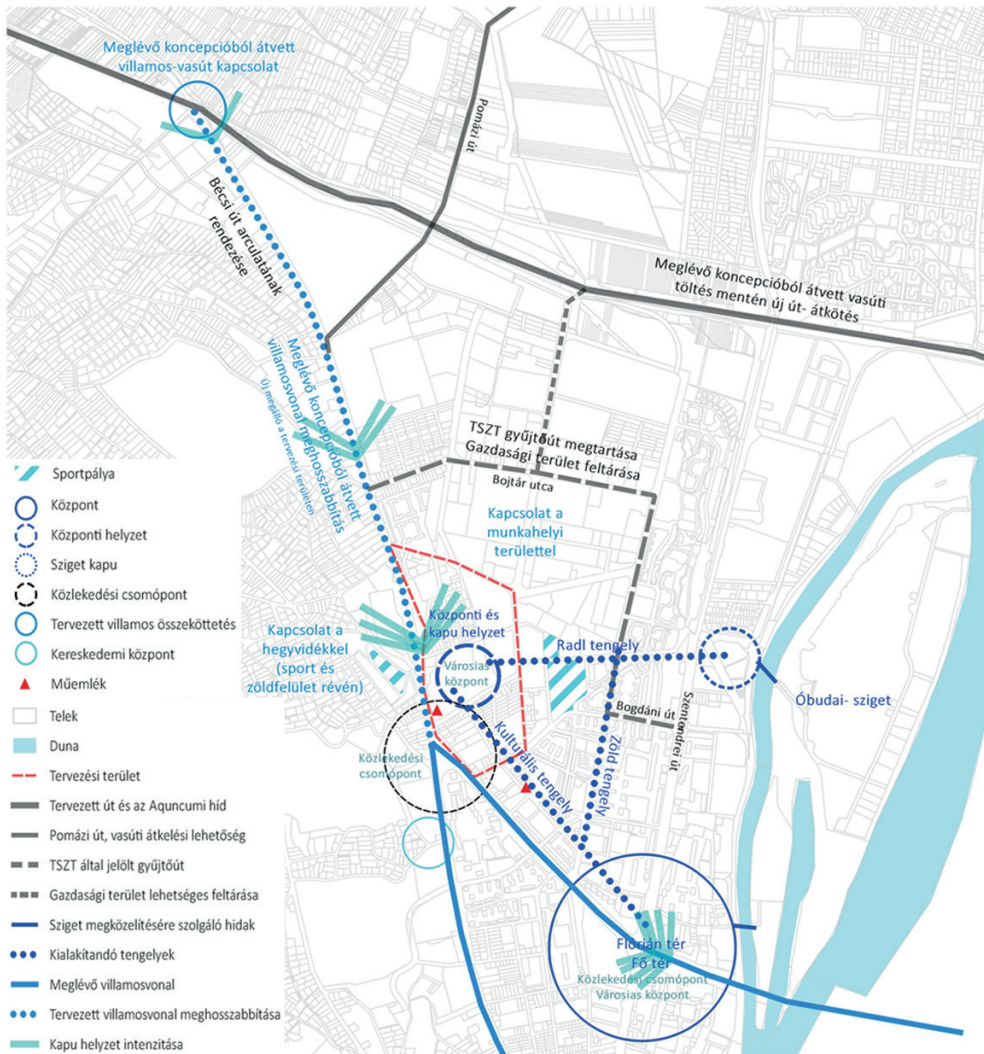 Meglévő koncepcióból átvett
villamos-vasút kapcsolat
Pomázi út
Bécsi út arculatának
rendezése
Meglévő koncepcióból átvett vasúti
töltés mentén új út- átkötés
Meglévő koncepcióból átvett
villamosvonal meghosszabbítás
Új megálló a tervezési területen
TSZT gyűjtőút megtartása
Gazdasági terület feltárása
Bojtár utca
Kapcsolat a
munkahelyi
területtel
Központi és
kapu helyzet
Kapcsolat a
hegyvidékkel
(sport és
zöldfelület révén)
Városias
központ
Radl tengely
Óbudai- sziget
Bogdáni út
Szentendrei út
Zöld tengely
Kulturális tengely
Közlekedési
csomópont
Flórián tér
Fő tér
Közlekedési csomópont
Városias központ
Sportpálya
Központ
Központi helyzet
Sziget kapu
Közlekedési csomópont
Tervezett villamos összeköttetés
Kereskedemi központ
Műemlék
Telek
Duna
Tervezési terület
Tervezett út és az Aquncumi híd
Pomázi út, vasúti átkelési lehetőség
TSZT által jelölt gyűjtőút
Gazdasági terület lehetséges feltárása
Sziget megközelítésére szolgáló hidak
Kialakítandó tengelyek
Meglévő villamosvonal
Tervezett villamosvonal meghosszabbítása
Kapu helyzet intenzitása